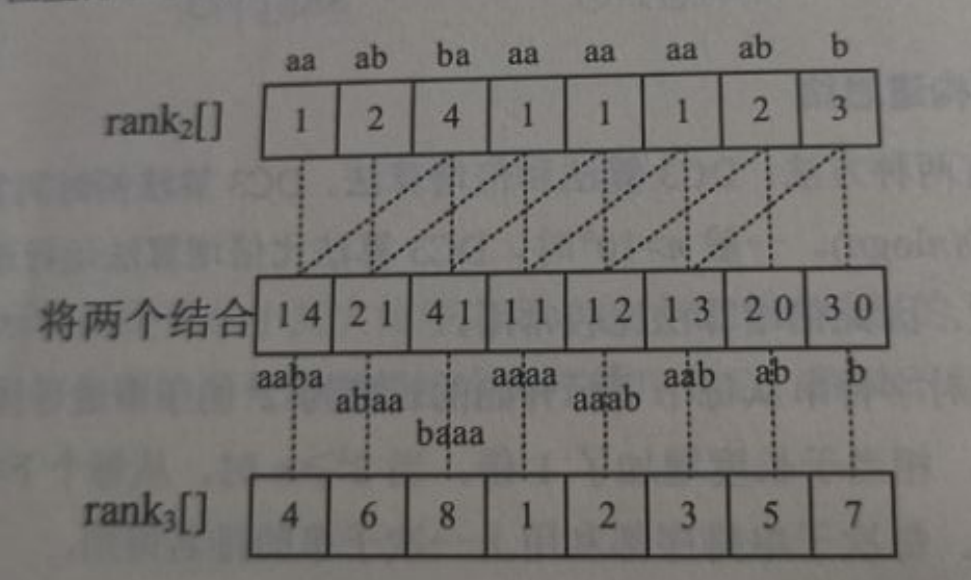 aa ab ba aa aa aa ab b
rank₂[] 1 2 4 1 1 1 2 3
将两个结合 1 4 2 1 4 1 1 1 1 2 1 3 2 0 3 0
aaba abaa baaa aaaa aaab aab ab b
rank₃[] 4 6 8 1 2 3 5 7